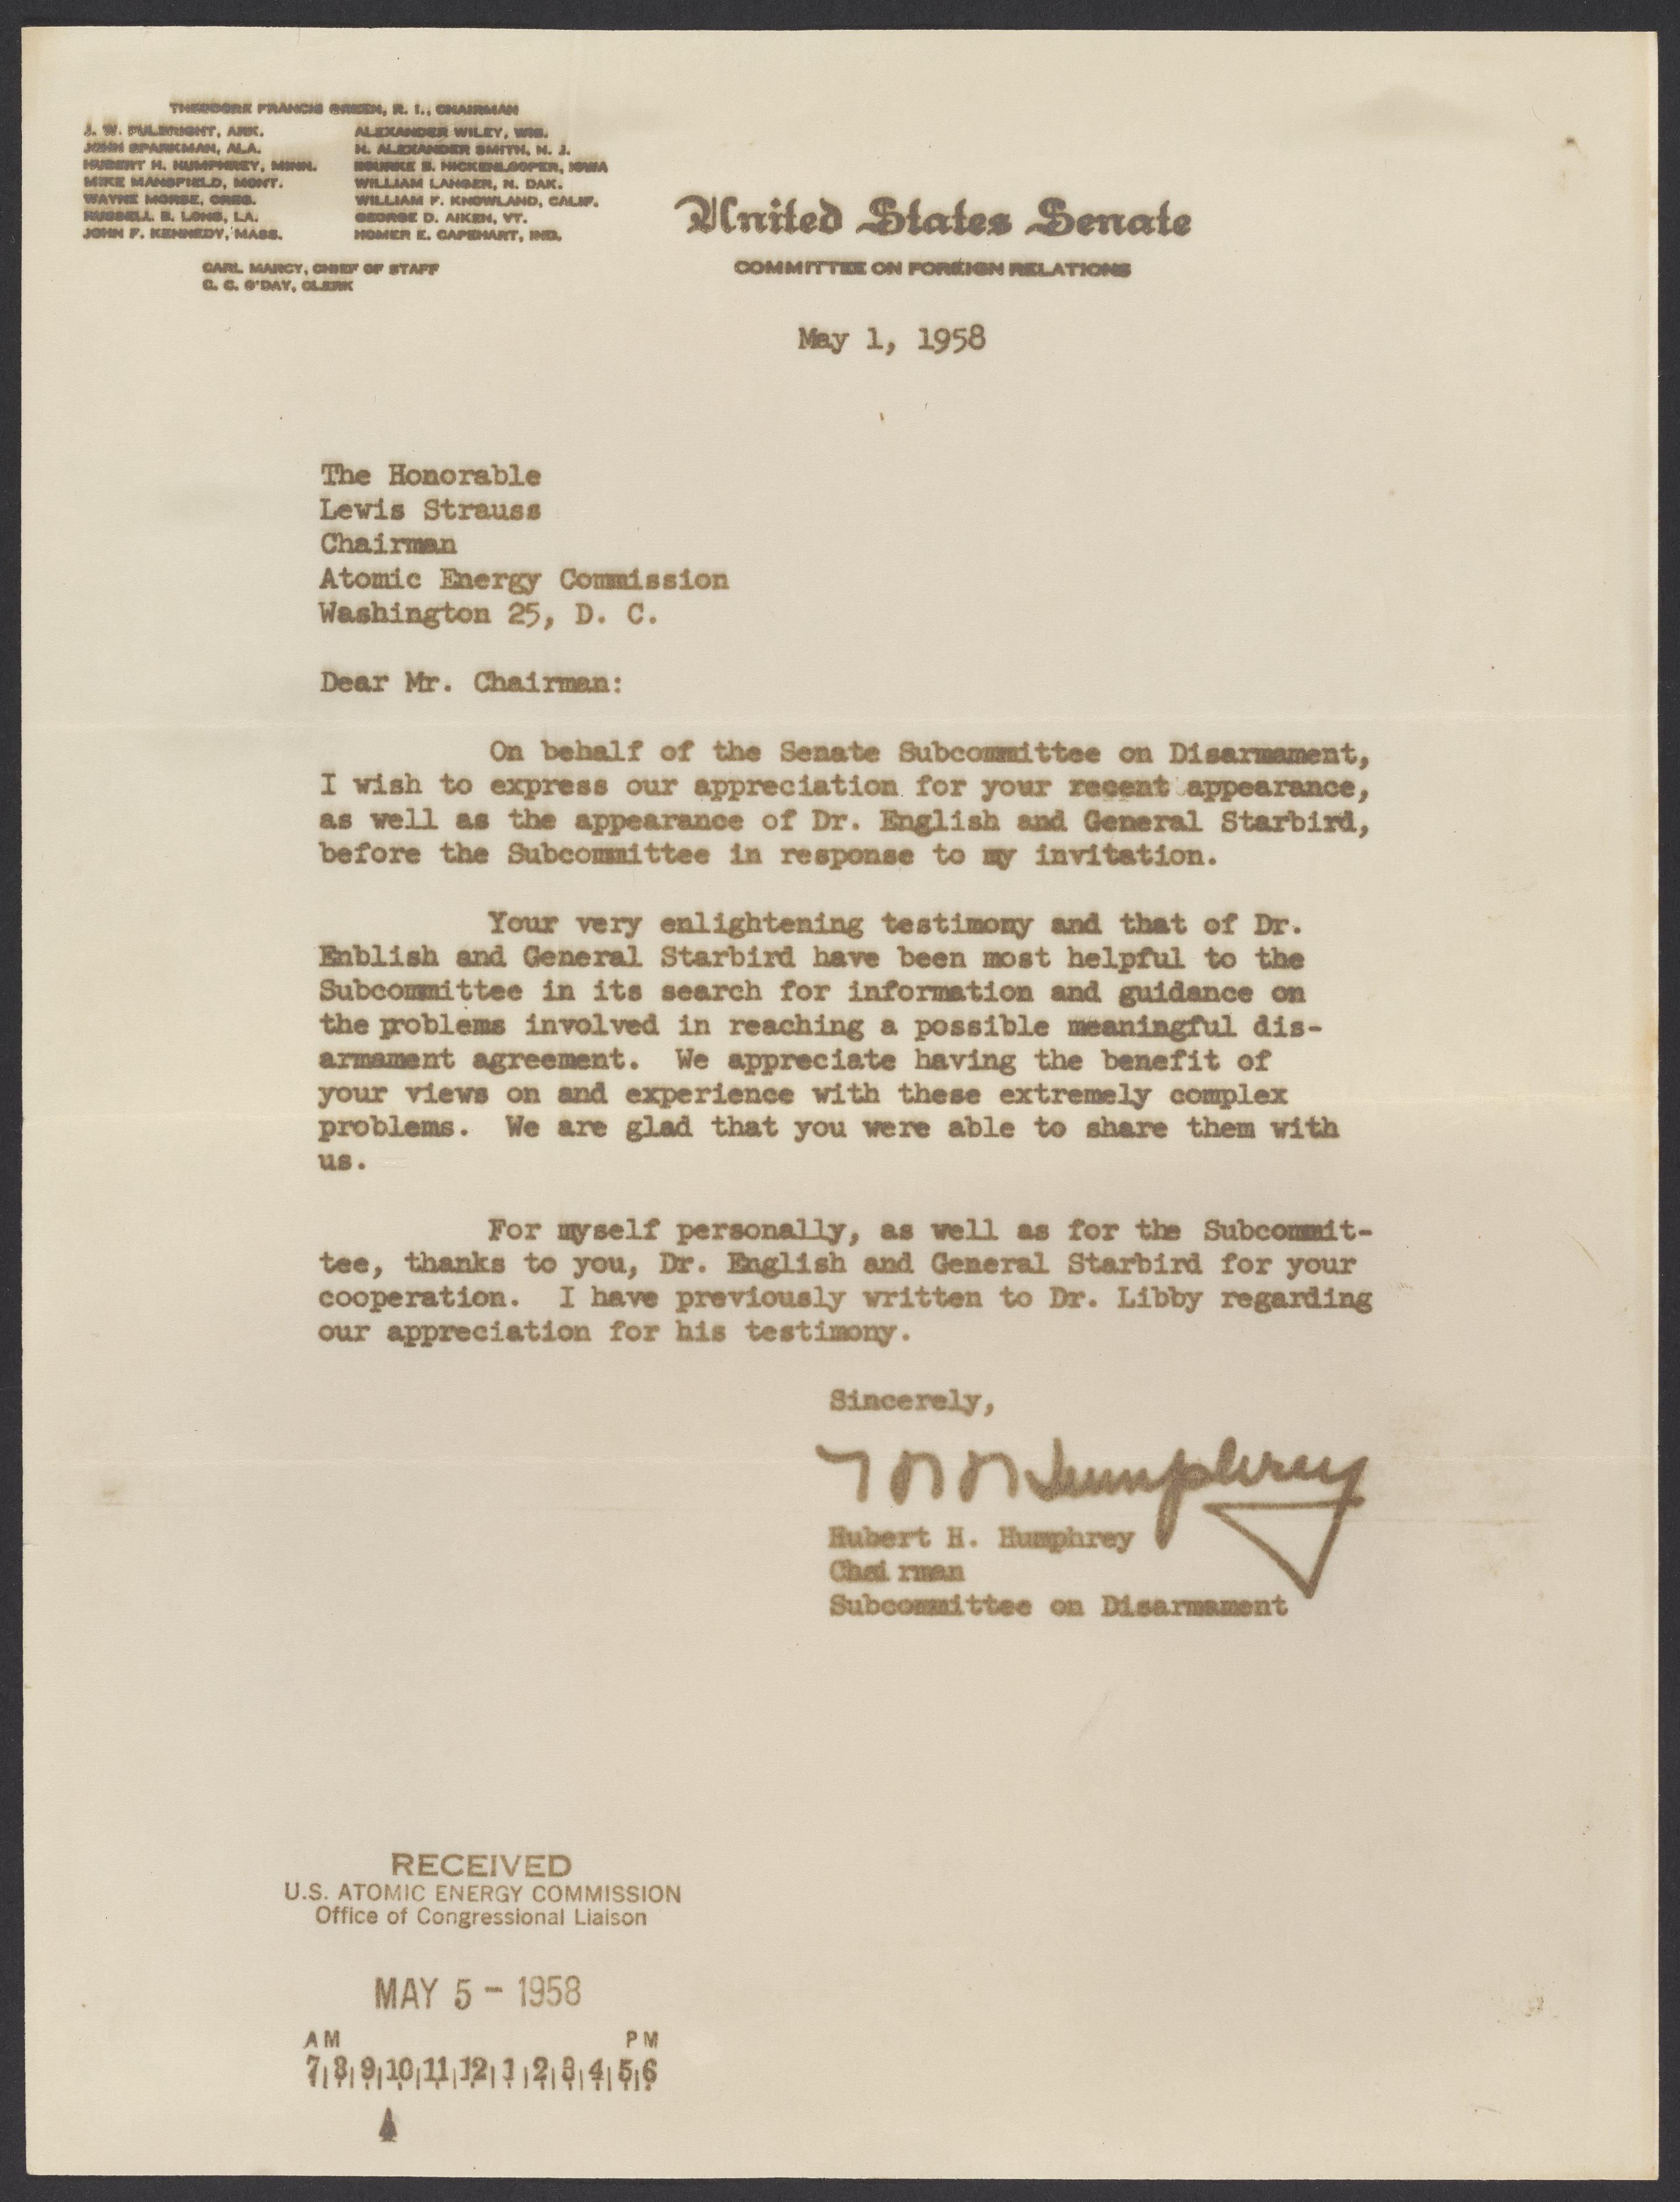 THEODORE FRANCIS GREEN, R. I., CHAIRMAN
J. W. FULBRIGHT, ARK.
JOHN SPARKMAN, ALA.
HUBERT H. HUMPHREY, MINN.
MIKE MANSFIELD, MONT.
WAYNE MORSE, OREG.
RUSSELL B. LONG, LA.
JOHN F. KENNEDY, MASS.
ALEXANDER WILEY, WIS.
H. ALEXANDER SMITH, N. J.
BOURKE B. HICKENLOOPER, IOWA
WILLIAM LANGER, N. DAK.
WILLIAM F. KNOWLAND, CALIF.
GEORGE D. AIKEN, VT.
HOMER E. CAPEHART, IND.
CARL MARCY, CHIEF OF STAFF
C. C. O'DAY, CLERK
United States Senate
COMMITTEE ON FOREIGN RELATIONS
May 1, 1958
The Honorable
Lewis Strauss
Chairman
Atomic Energy Commission
Washington 25, D. C.
Dear Mr. Chairman:
On behalf of the Senate Subcommittee on Disarmament,
I wish to express our appreciation for your recent appearance,
as well as the appearance of Dr. English and General Starbird,
before the Subcommittee in response to my invitation.
Your very enlightening testimony and that of Dr.
Enblish and General Starbird have been most helpful to the
Subcommittee in its search for information and guidance on
the problems involved in reaching a possible meaningful dis-
armament agreement. We appreciate having the benefit of
your views on and experience with these extremely complex
problems. We are glad that you were able to share them with
us.
For myself personally, as well as for the Subcommit-
tee, thanks to you, Dr. English and General Starbird for your
cooperation. I have previously written to Dr. Libby regarding
our appreciation for his testimony.
Sincerely,
Humphrey
Hubert H. Humphrey
Chairman
Subcommittee on Disarmament
RECEIVED
U.S. ATOMIC ENERGY COMMISSION
Office of Congressional Liaison
MAY 5 - 1958
AM PM
7 8 9 10 11 12 1 2 3 4 5 6